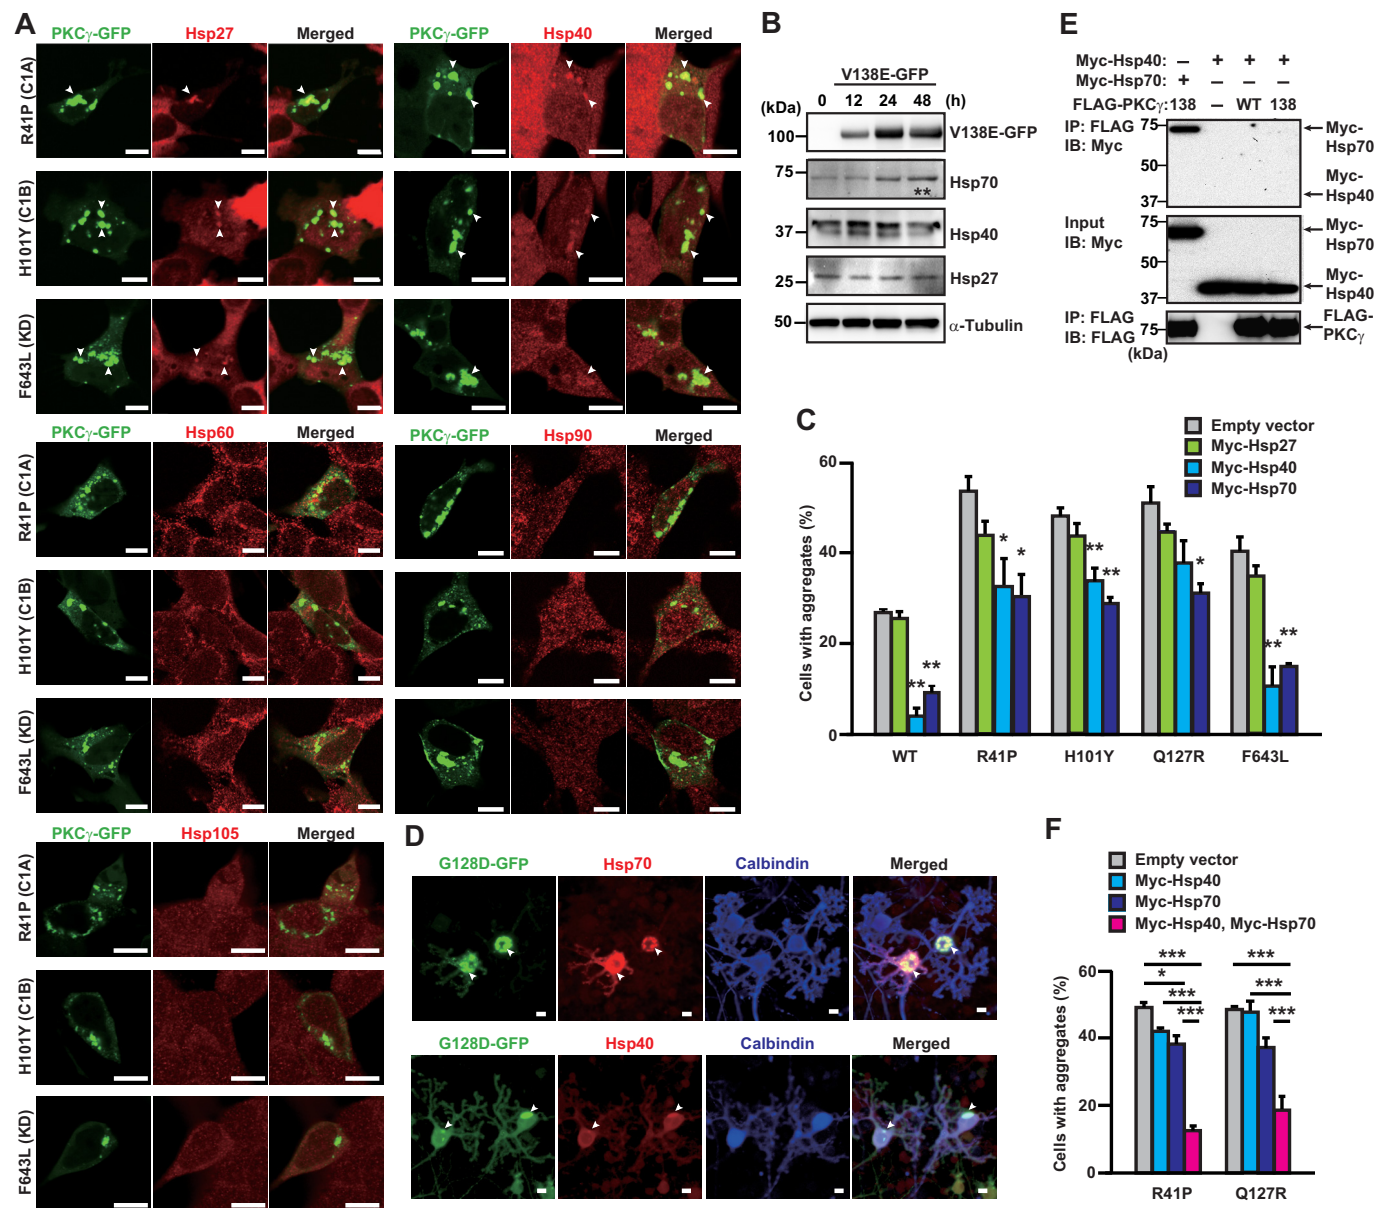 A
PKCγ-GFP Hsp27 Merged PKCγ-GFP Hsp40 Merged
R41P (C1A)
H101Y (C1B)
F643L (KD)
PKCγ-GFP Hsp60 Merged PKCγ-GFP Hsp90 Merged
R41P (C1A)
H101Y (C1B)
F643L (KD)
PKCγ-GFP Hsp105 Merged
R41P (C1A)
H101Y (C1B)
F643L (KD)
B
V138E-GFP
(kDa) 0 12 24 48 (h)
100 V138E-GFP
75 Hsp70
**
37 Hsp40
25 Hsp27
50 α-Tubulin
E
Myc-Hsp40: – + + +
Myc-Hsp70: + – – –
FLAG-PKCγ: 138 – WT 138
IP: FLAG
IB: Myc
75
50
37
Myc-
Hsp70
Myc-
Hsp40
Input
IB: Myc
75
50
37
Myc-
Hsp70
Myc-
Hsp40
IP: FLAG
IB: FLAG
75
(kDa)
FLAG-
PKCγ
C
Empty vector
Myc-Hsp27
Myc-Hsp40
Myc-Hsp70
Cells with aggregates (%)
60
40
20
0
** ** * * ** ** * ** **
WT R41P H101Y Q127R F643L
D
G128D-GFP Hsp70 Calbindin Merged
G128D-GFP Hsp40 Calbindin Merged
F
Empty vector
Myc-Hsp40
Myc-Hsp70
Myc-Hsp40, Myc-Hsp70
Cells with aggregates (%)
60
40
20
0
*** ***
* ***
*** ***
***
R41P Q127R